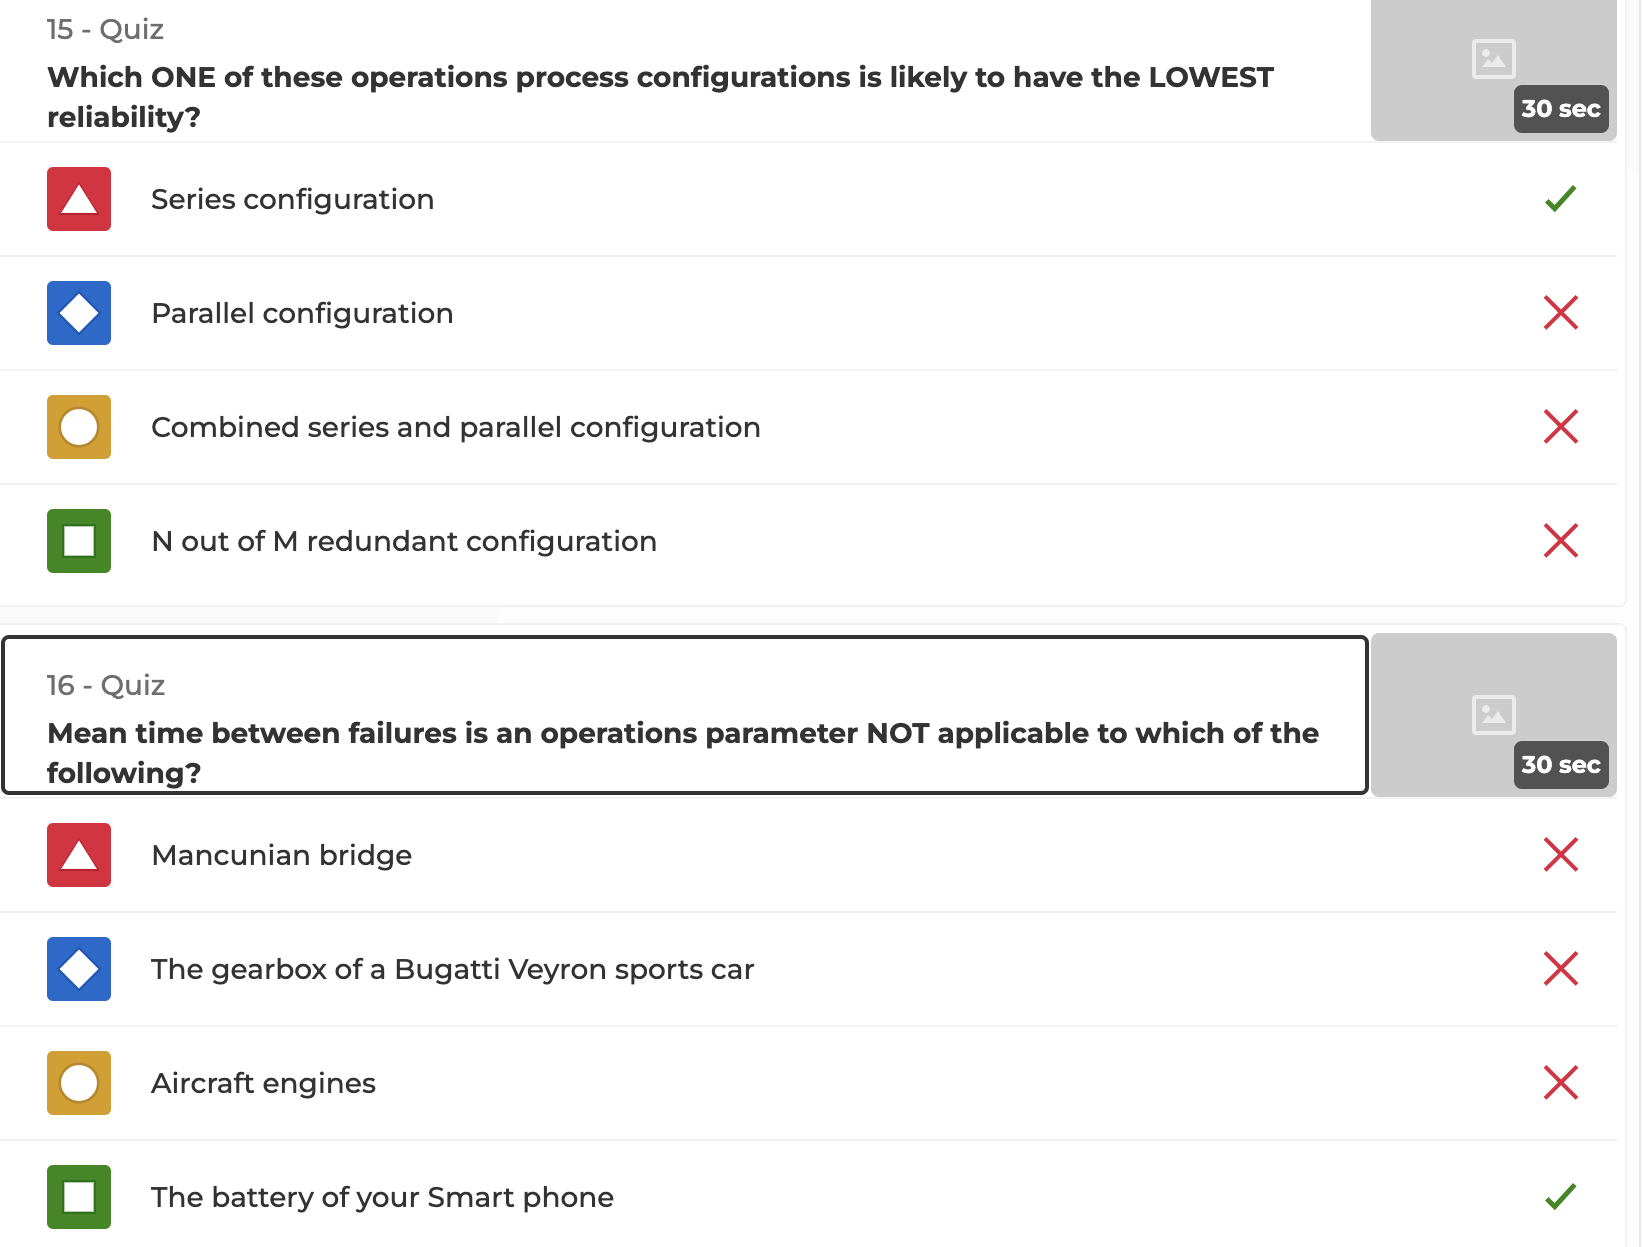 15 - Quiz
Which ONE of these operations process configurations is likely to have the LOWEST
reliability?
30 sec
Series configuration
Parallel configuration
Combined series and parallel configuration
N out of M redundant configuration
16 - Quiz
Mean time between failures is an operations parameter NOT applicable to which of the
following?
30 sec
Mancunian bridge
The gearbox of a Bugatti Veyron sports car
Aircraft engines
The battery of your Smart phone